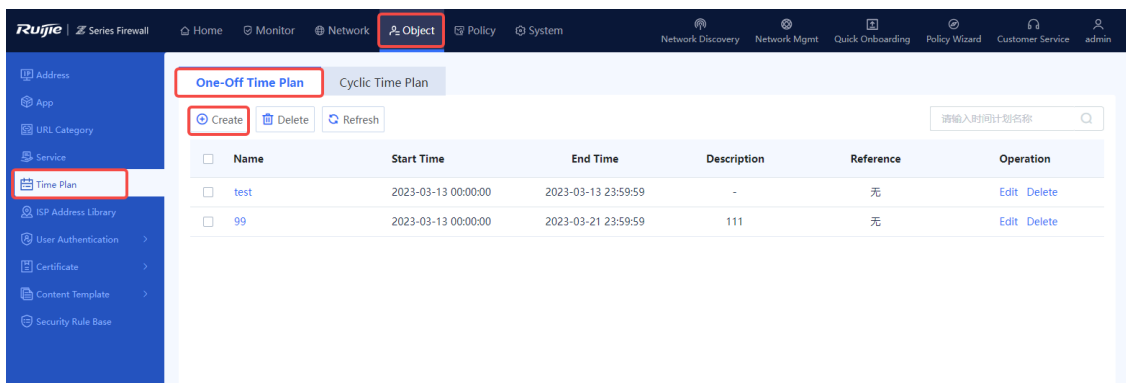 Ruijie | Z Series Firewall
Home Monitor Network Object Policy System
Network Discovery Network Mgmt Quick Onboarding Policy Wizard Customer Service admin
Address
App
URL Category
Service
Time Plan
ISP Address Library
User Authentication
Certificate
Content Template
Security Rule Base
One-Off Time Plan Cyclic Time Plan
Create Delete Refresh 请输入时间计划名称
Name Start Time End Time Description Reference Operation
test 2023-03-13 00:00:00 2023-03-13 23:59:59 - 无 Edit Delete
99 2023-03-13 00:00:00 2023-03-21 23:59:59 111 无 Edit Delete